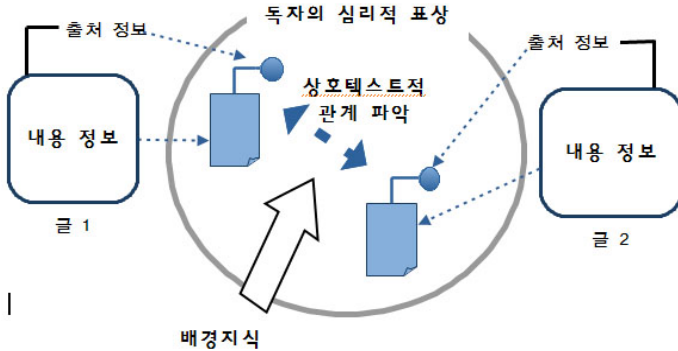 독자의 심리적 표상
출처 정보
출처 정보
상호텍스트적
관계 파악
내용 정보
내용 정보
글 1
글 2
배경지식